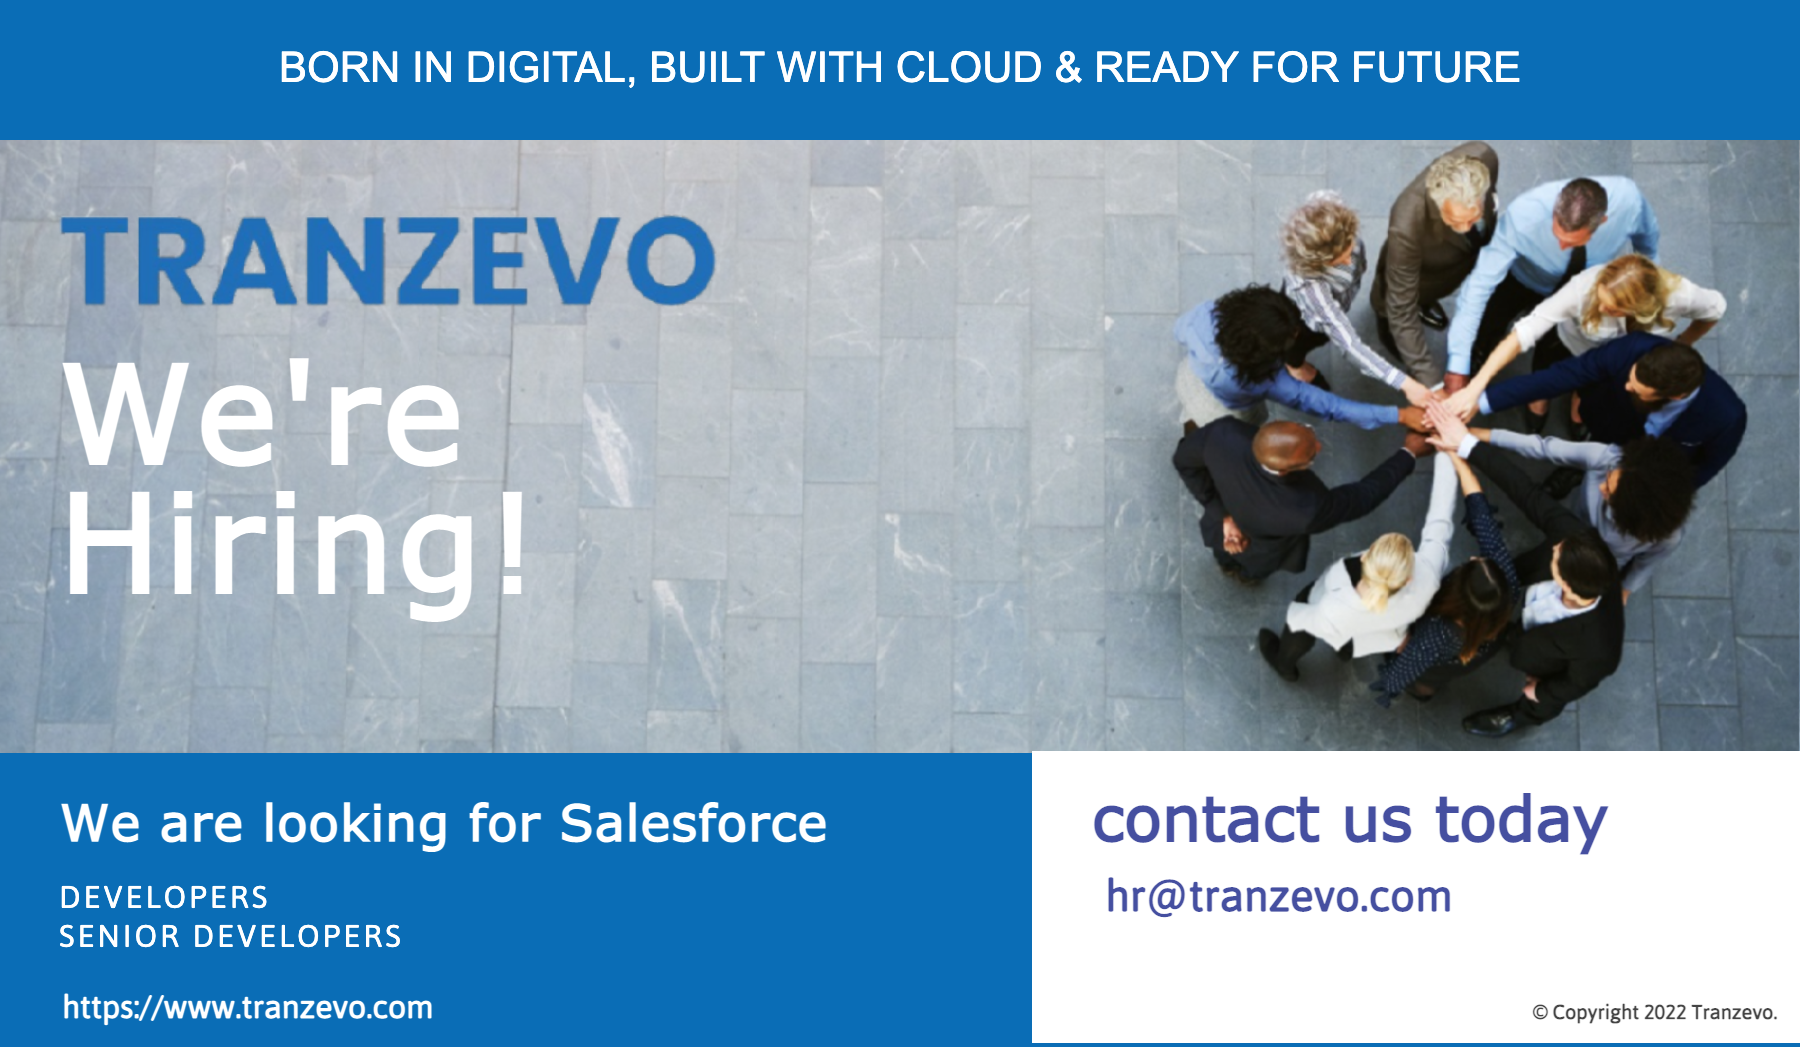 BORN IN DIGITAL, BUILT WITH CLOUD & READY FOR FUTURE
TRANZEVO
We're
Hiring!
We are looking for Salesforce
DEVELOPERS
SENIOR DEVELOPERS
https://www.tranzevo.com
contact us today
hr@tranzevo.com
© Copyright 2022 Tranzevo.